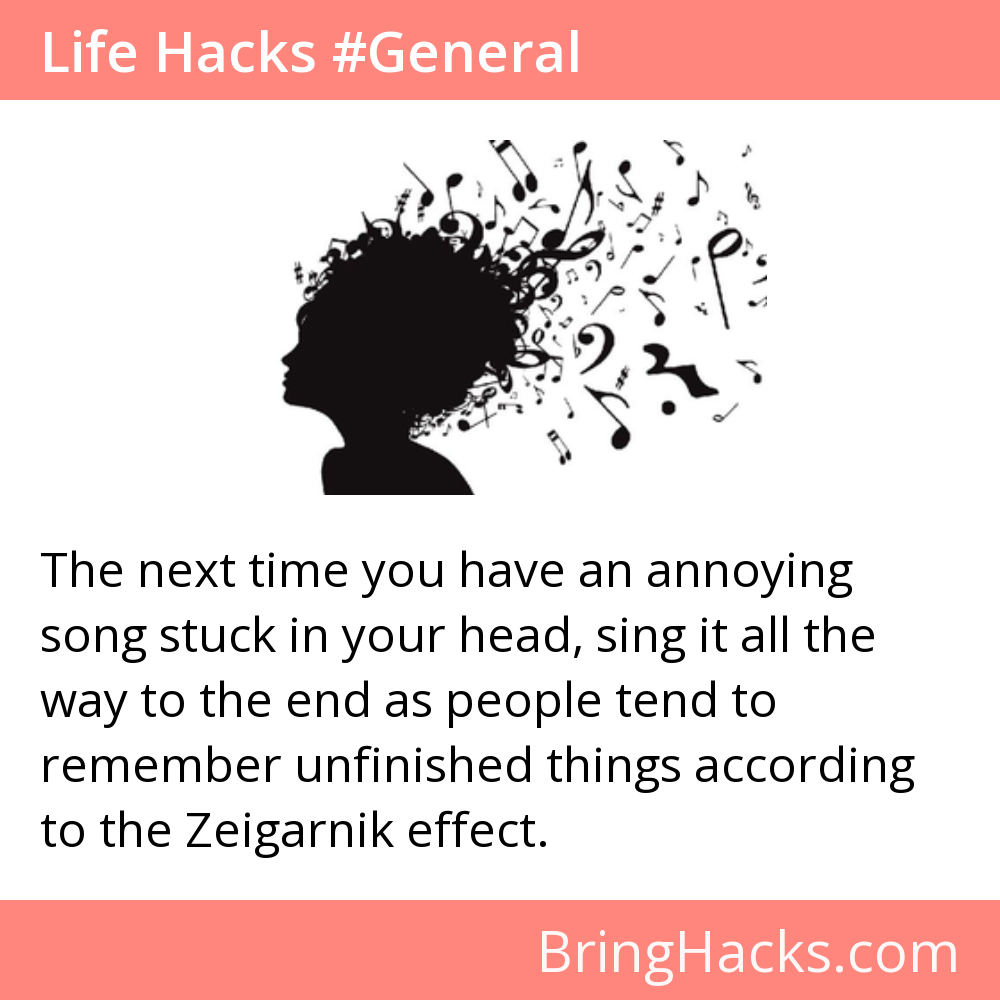 Life Hacks #General
The next time you have an annoying
song stuck in your head, sing it all the
way to the end as people tend to
remember unfinished things according
to the Zeigarnik effect.
BringHacks.com